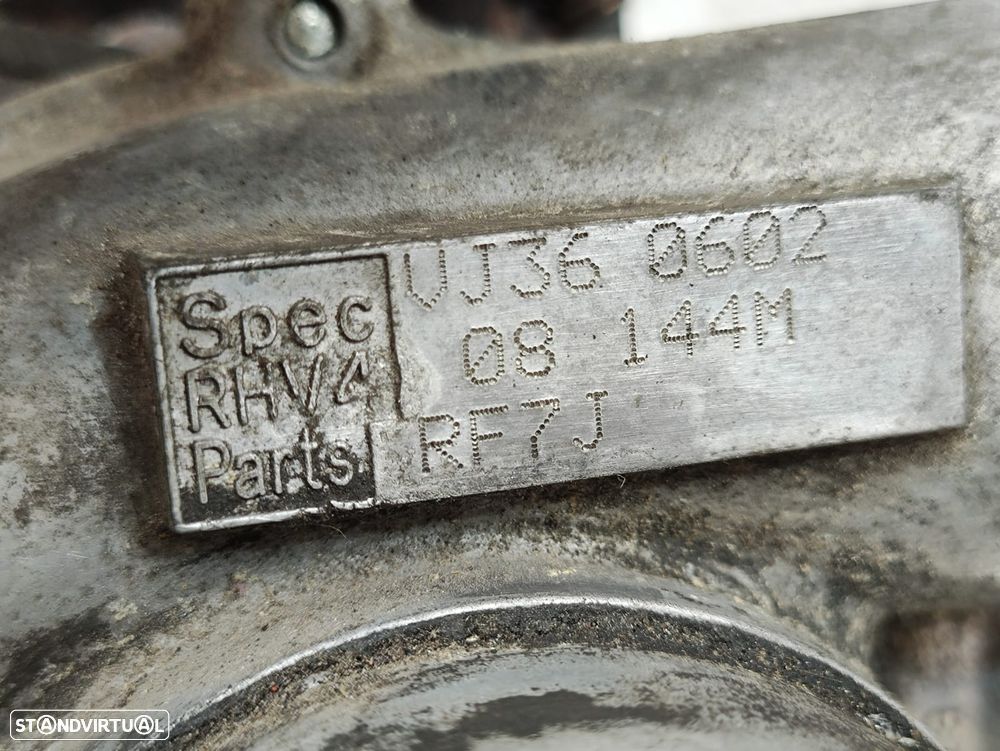 Spec VJ36 0602
RHV4 08 144M
Parts RF7J
STANDVIRTUAL